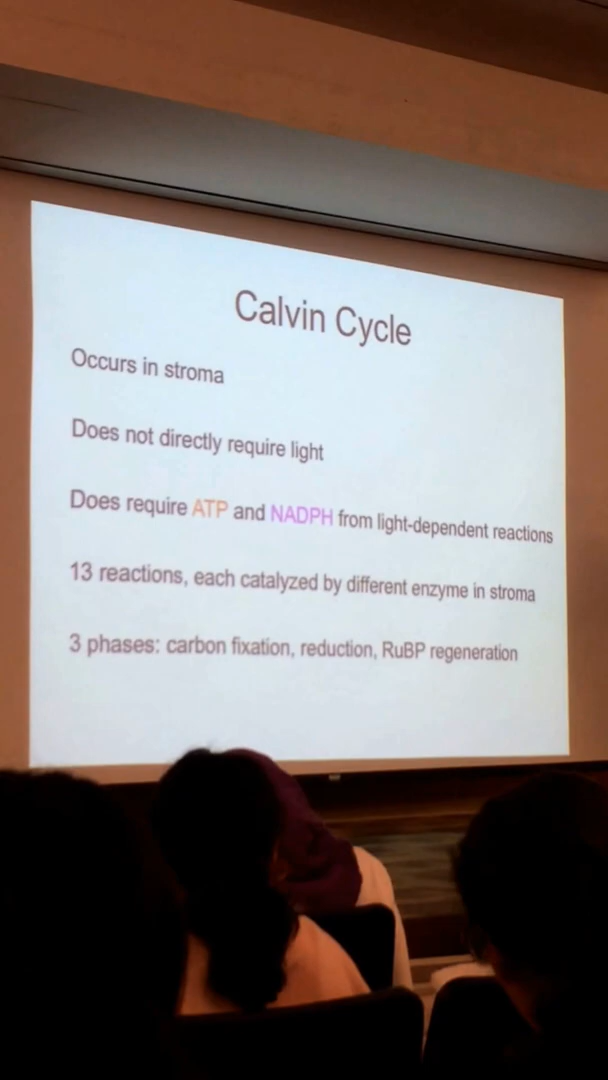 Calvin Cycle
Occurs in stroma
Does not directly require light
Does require ATP and NADPH from light-dependent reactions
13 reactions, each catalyzed by different enzyme in stroma
3 phases: carbon fixation, reduction, RuBP regeneration